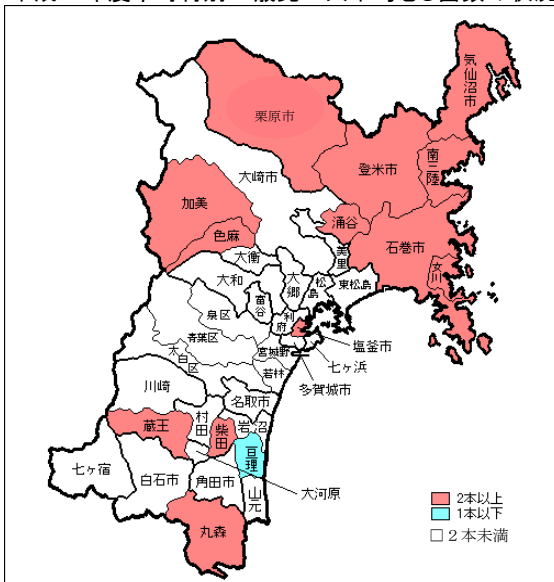 気仙沼市
栗原市
登米市
南三陸
大崎市
加美
色麻
涌谷
石巻市
女川
美里
大衡
大和
大郷
松島
東松島
富谷
利府
泉区
青葉区
太白区
宮城野
若林
塩釜市
七ヶ浜
多賀城市
川崎
名取市
村田
柴田
岩沼
蔵王
亘理
七ヶ宿
白石市
角田市
山元
大河原
丸森
2本以上
1本以下
２本未満